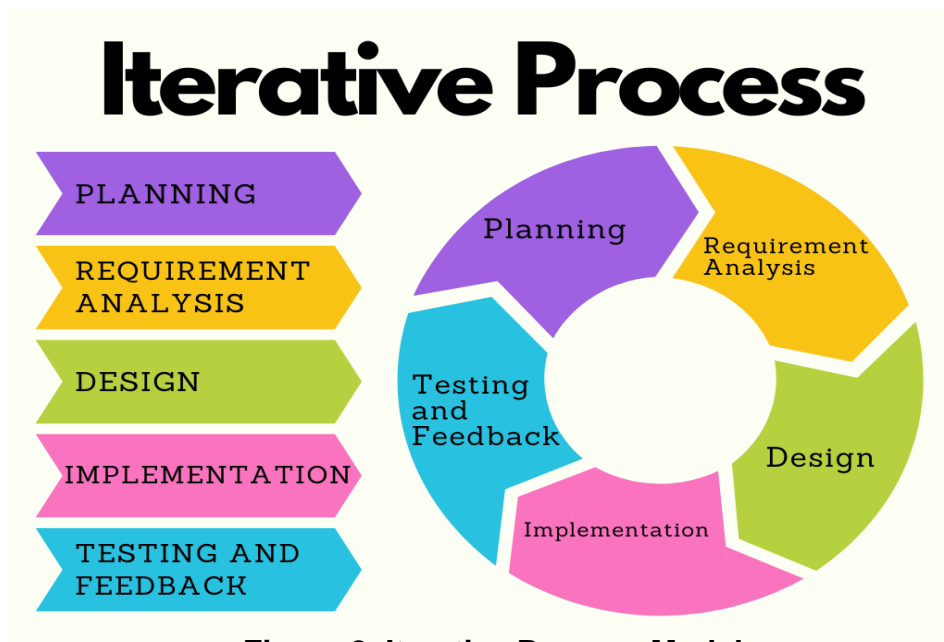 Iterative Process
PLANNING
REQUIREMENT
ANALYSIS
DESIGN
IMPLEMENTATION
TESTING AND
FEEDBACK
Planning
Requirement
Analysis
Design
Implementation
Testing
and
Feedback